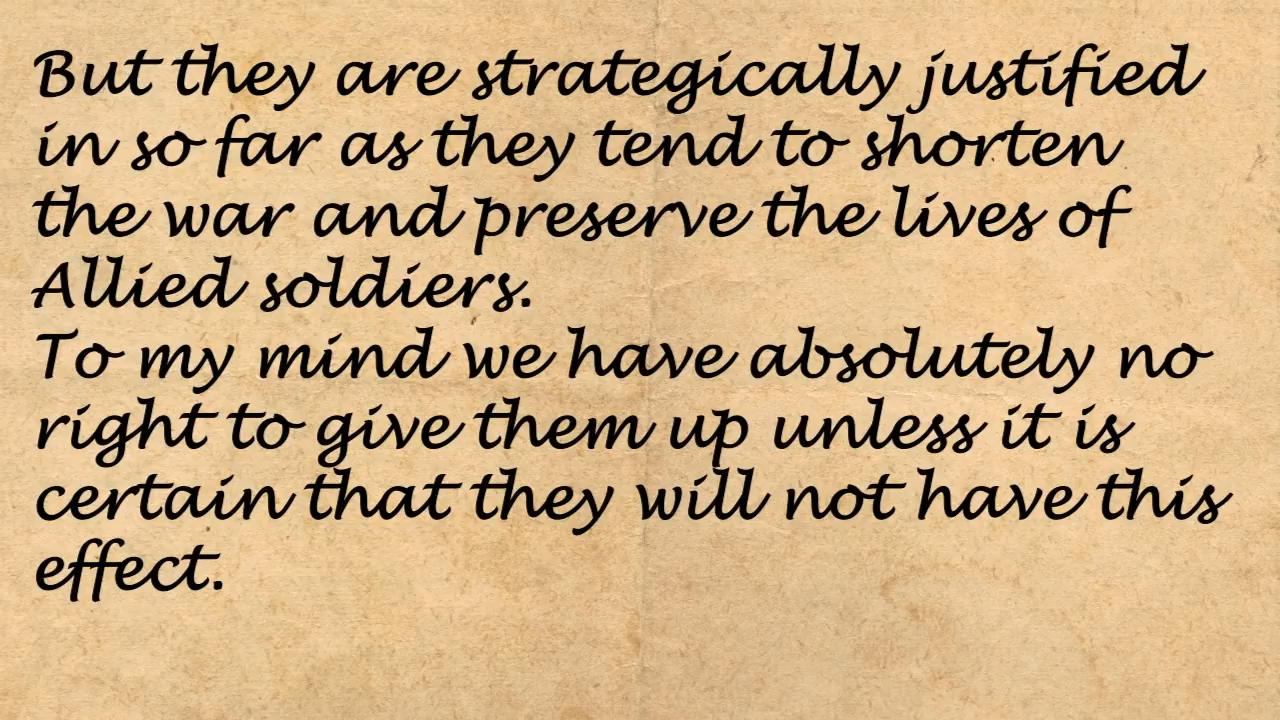 But they are strategically justified
in so far as they tend to shorten
the war and preserve the lives of
Allied soldiers.
To my mind we have absolutely no
right to give them up unless it is
certain that they will not have this
effect.